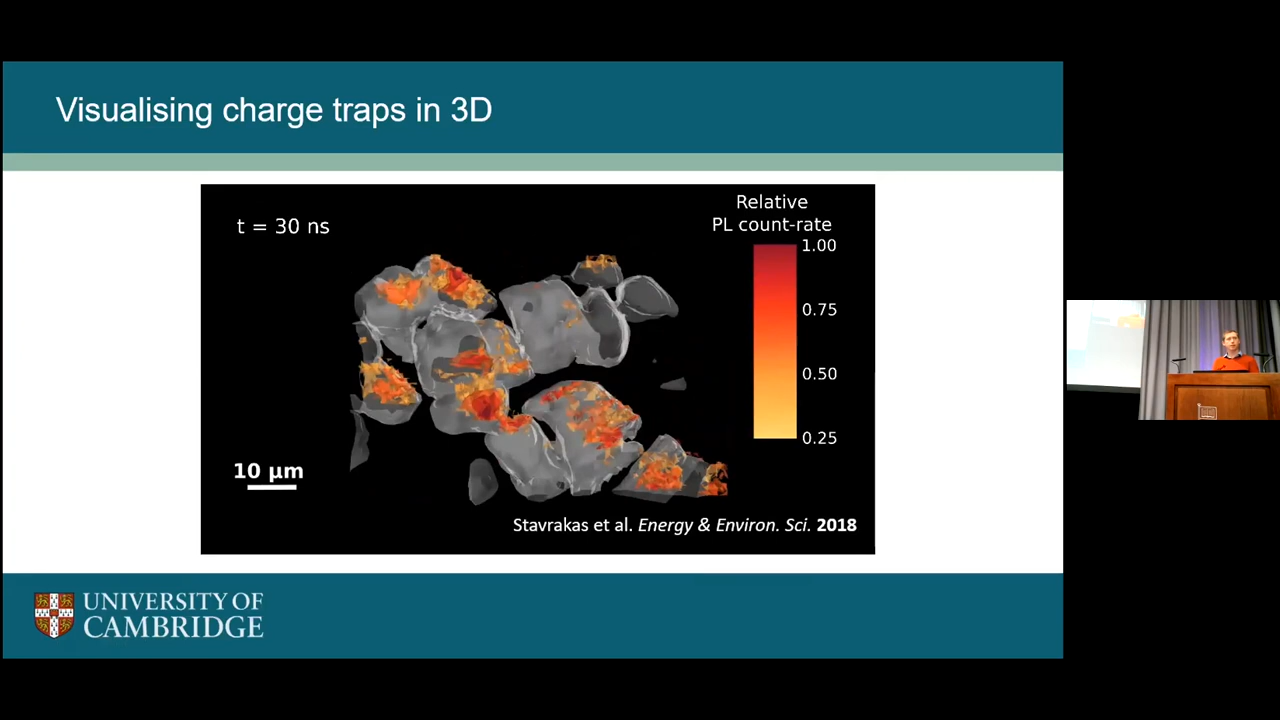 Visualising charge traps in 3D
t = 30 ns
Relative
PL count-rate
1.00
0.75
0.50
0.25
10 µm
Stavrakas et al. Energy & Environ. Sci. 2018
UNIVERSITY OF
CAMBRIDGE